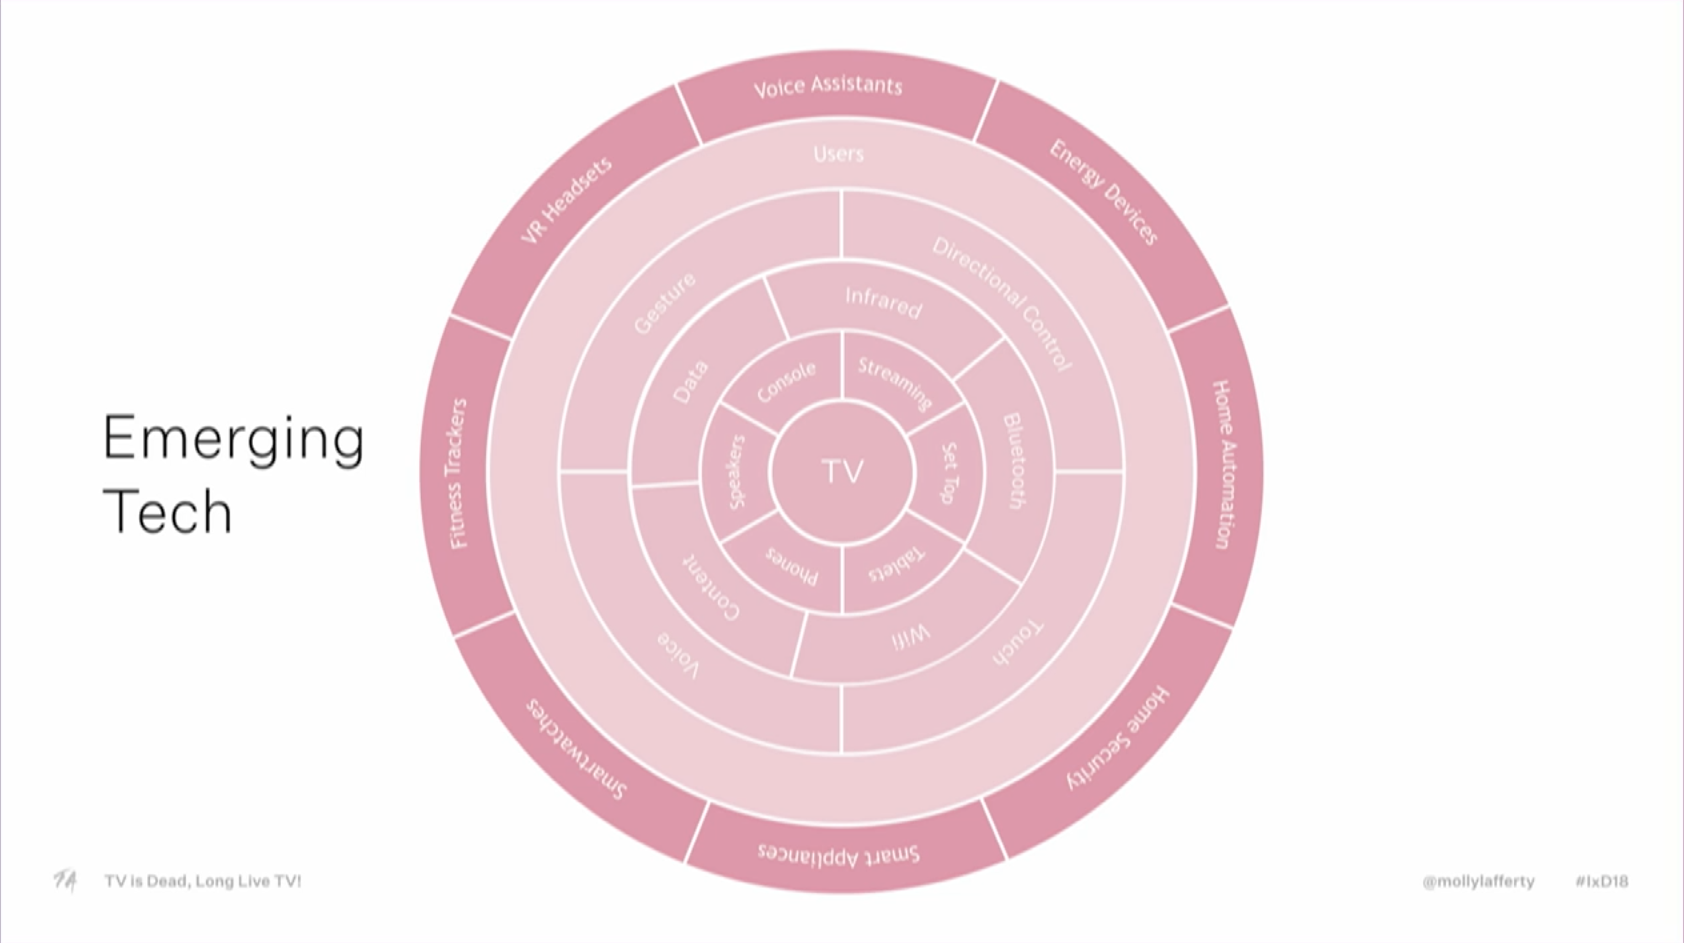 Emerging
Tech
Voice Assistants
Energy Devices
Home Automation
Home Security
Smart Appliances
Smartwatches
Fitness Trackers
VR Headsets
Users
Directional Control
Touch
Voice
Gesture
Infrared
Bluetooth
Wifi
Content
Data
Streaming
Set Top
Tablets
Phones
Speakers
Console
TV
TV is Dead, Long Live TV!
@mollylafferty
#IxD18